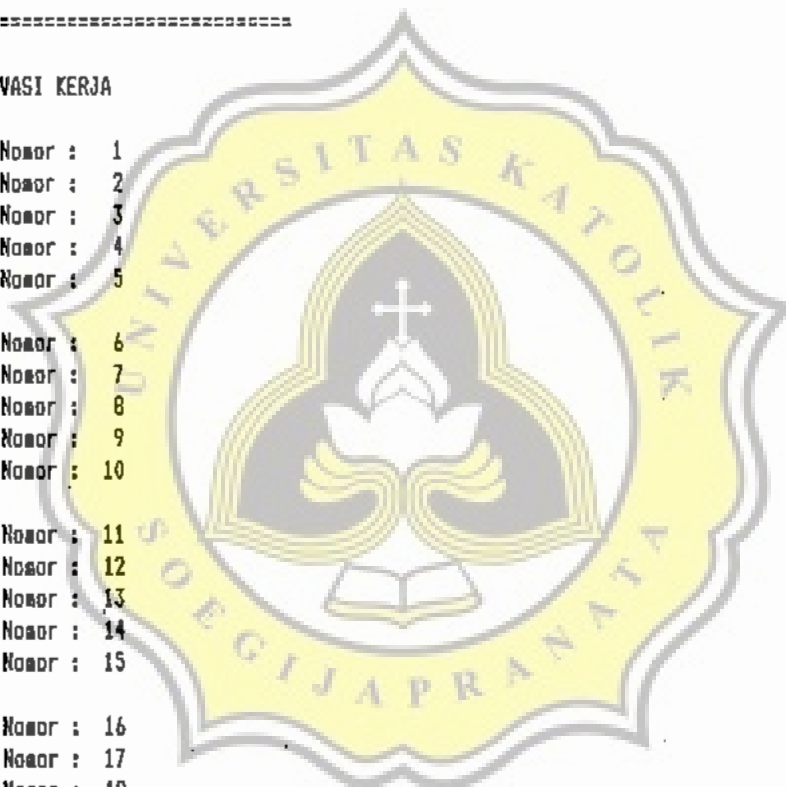 ============================
VASI KERJA
Nomor : 1
Nomor : 2
Nomor : 3
Nomor : 4
Nomor : 5
Nomor : 6
Nomor : 7
Nomor : 8
Nomor : 9
Nomor : 10
Nomor : 11
Nomor : 12
Nomor : 13
Nomor : 14
Nomor : 15
Nomor : 16
Nomor : 17
UNIVERSITAS KATOLIK
SOEGIJAPRANATA